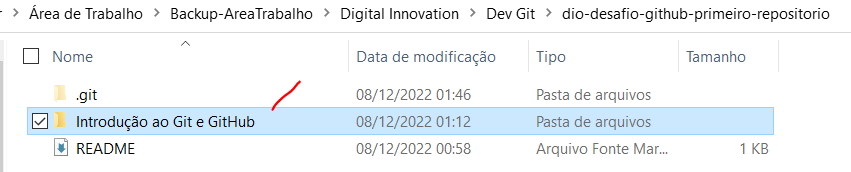 Área de Trabalho > Backup-AreaTrabalho > Digital Innovation > Dev Git > dio-desafio-github-primeiro-repositorio
Nome Data de modificação Tipo Tamanho
.git 08/12/2022 01:46 Pasta de arquivos
Introdução ao Git e GitHub 08/12/2022 01:12 Pasta de arquivos
README 08/12/2022 00:58 Arquivo Fonte Mar... 1 KB